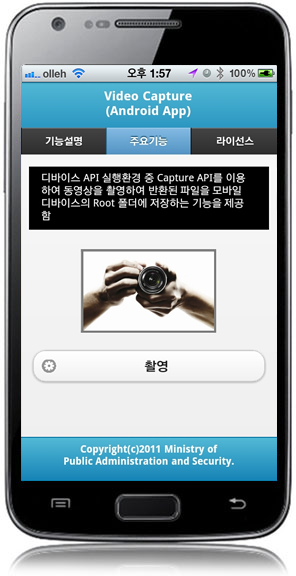 olleh 오후 1:57 100%
Video Capture
(Android App)
기능설명 주요기능 라이선스
디바이스 API 실행환경 중 Capture API를 이용
하여 동영상을 촬영하여 반환된 파일을 모바일
디바이스의 Root 폴더에 저장하는 기능을 제공
함
촬영
Copyright(c)2011 Ministry of
Public Administration and Security.